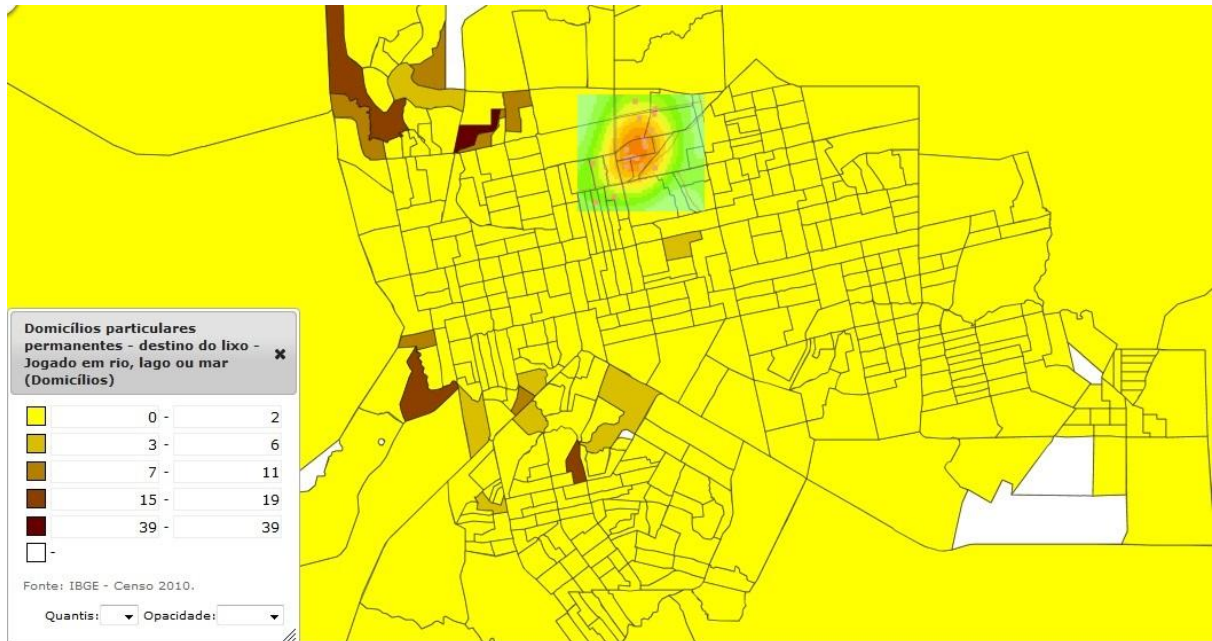 Domicílios particulares
permanentes - destino do lixo -
Jogado em rio, lago ou mar
(Domicílios)
0 - 2
3 - 6
7 - 11
15 - 19
39 - 39
-
Fonte: IBGE - Censo 2010.
Quantis: Opacidade: